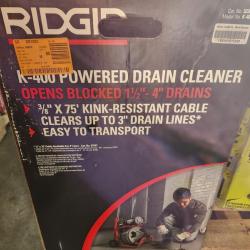 RIDGID
K-400 POWERED DRAIN CLEANER
OPENS BLOCKED 1½"- 4" DRAINS
3/8" X 75' KINK-RESISTANT CABLE
CLEARS UP TO 3" DRAIN LINES*
EASY TO TRANSPORT